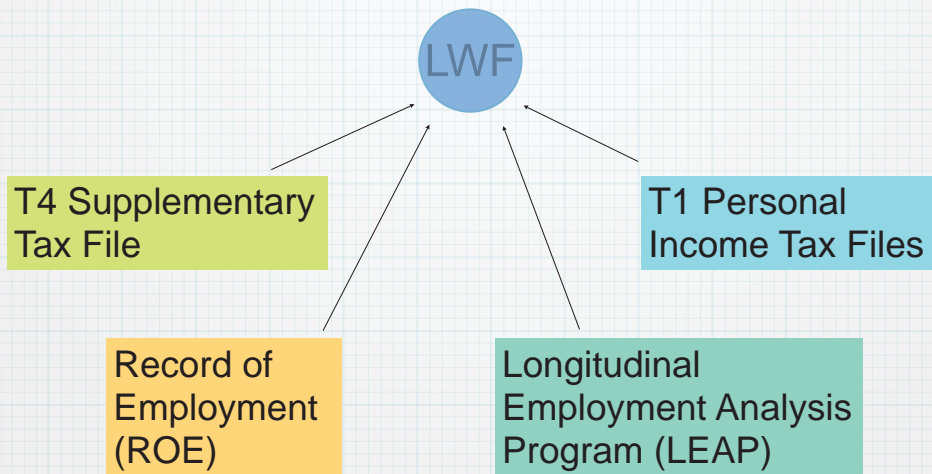 LWF
T4 Supplementary
Tax File
T1 Personal
Income Tax Files
Record of
Employment
(ROE)
Longitudinal
Employment Analysis
Program (LEAP)